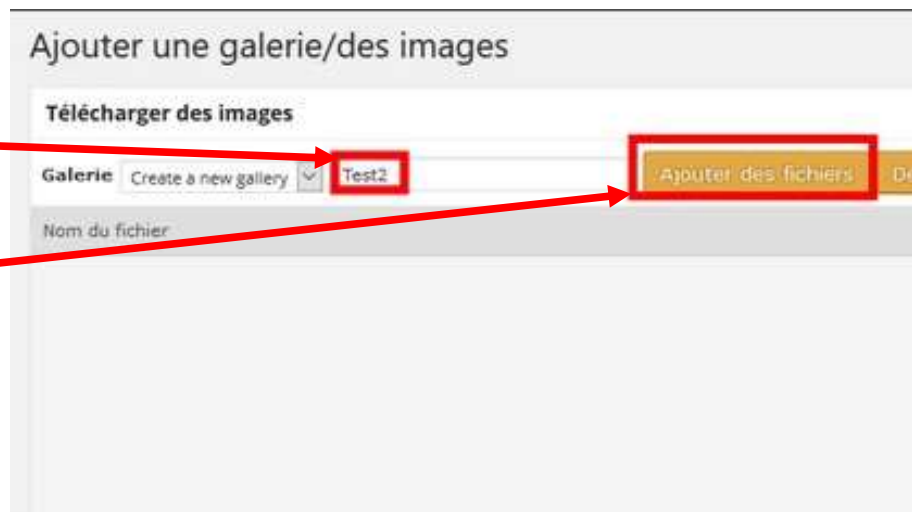 Ajouter une galerie/des images
Télécharger des images
Galerie Create a new gallery Test2 Ajouter des fichiers
Nom du fichier